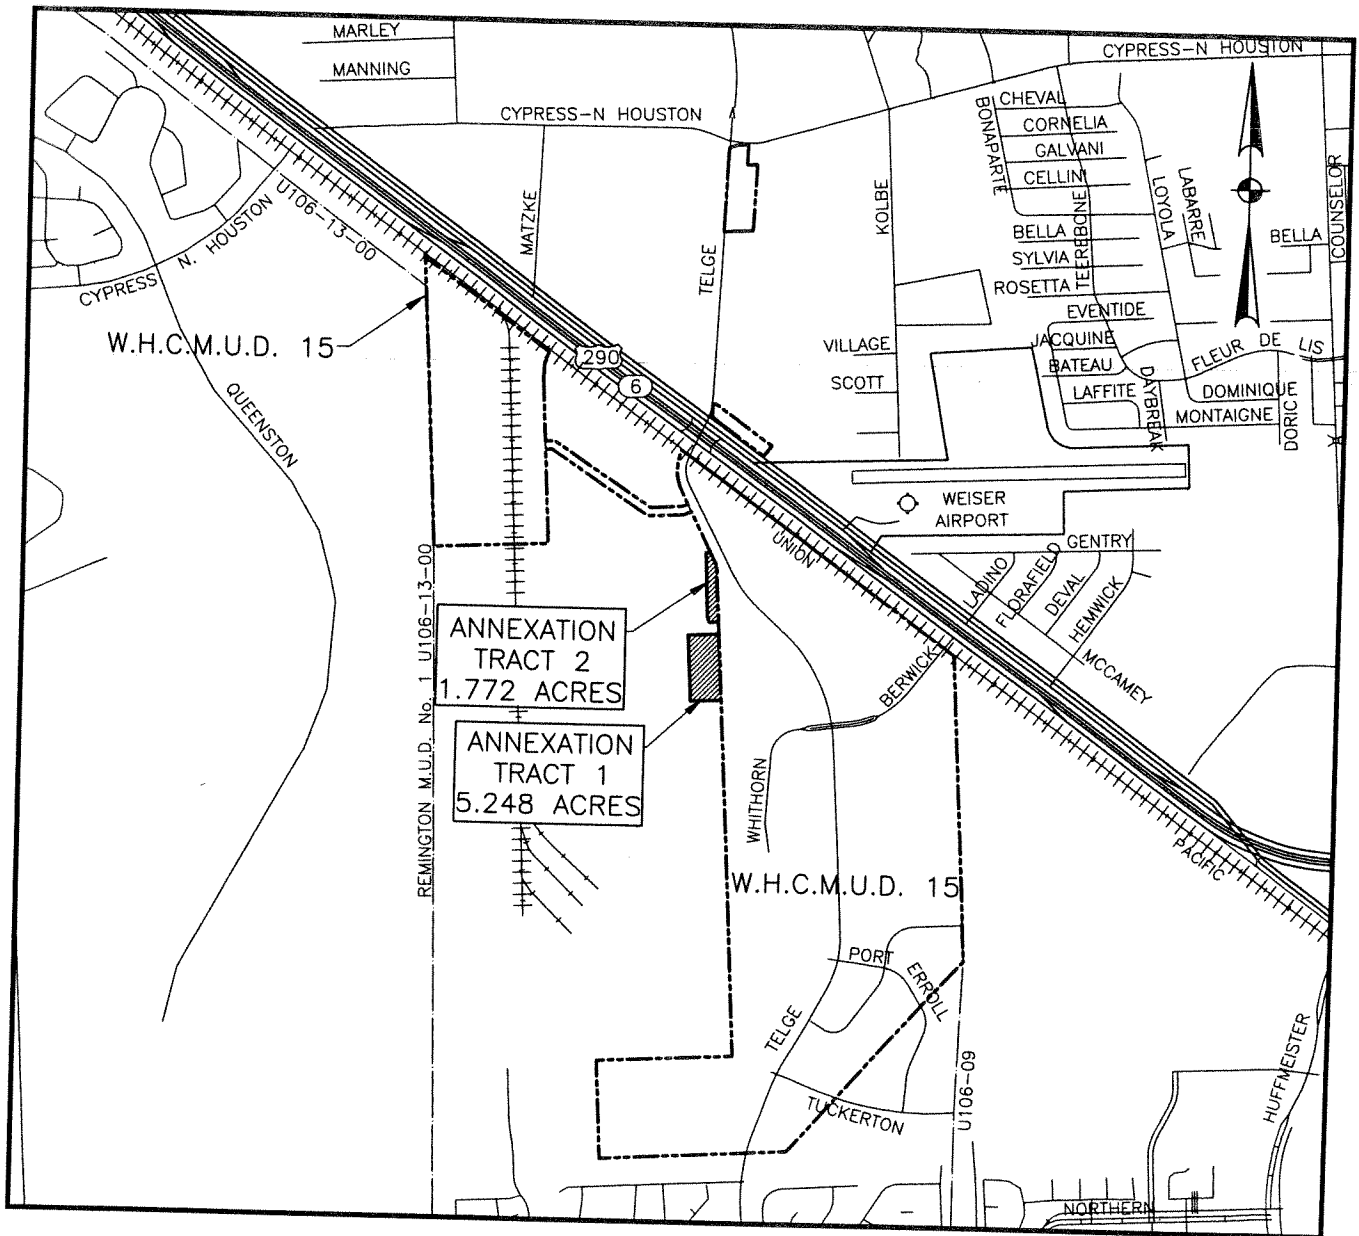 MARLEY
MANNING
CYPRESS-N HOUSTON
CYPRESS-N HOUSTON
CHEVAL
BONAPARTE
CORNELIA
GALVANI
CELLINI
TERREBONE
LOYOLA
LABARRE
COUNSELOR
BELLA
SYLVIA
ROSETTA
BELLA
U106-13-00
CYPRESS N. HOUSTON
MATZKE
TELGE
KOLBE
W.H.C.M.U.D. 15
290
6
VILLAGE
SCOTT
EVENTIDE
JACQUINE
BATEAU
LAFFITE
DAYBREAK
FLEUR DE LIS
DOMINIQUE
MONTAIGNE
DORIC
QUEENSTON
WEISER
AIRPORT
UNION
GENTRY
LADINO
FLORAFIELD
DEVAL
HEMWICK
MCCAMEY
REMINGTON M.U.D. No. 1 U106-13-00
ANNEXATION
TRACT 2
1.772 ACRES
ANNEXATION
TRACT 1
5.248 ACRES
BERWICK
WHITHORN
PACIFIC
W.H.C.M.U.D. 15
PORT ERROLL
TELGE
TUCKERTON
U106-09
HUFFMEISTER
NORTHERN